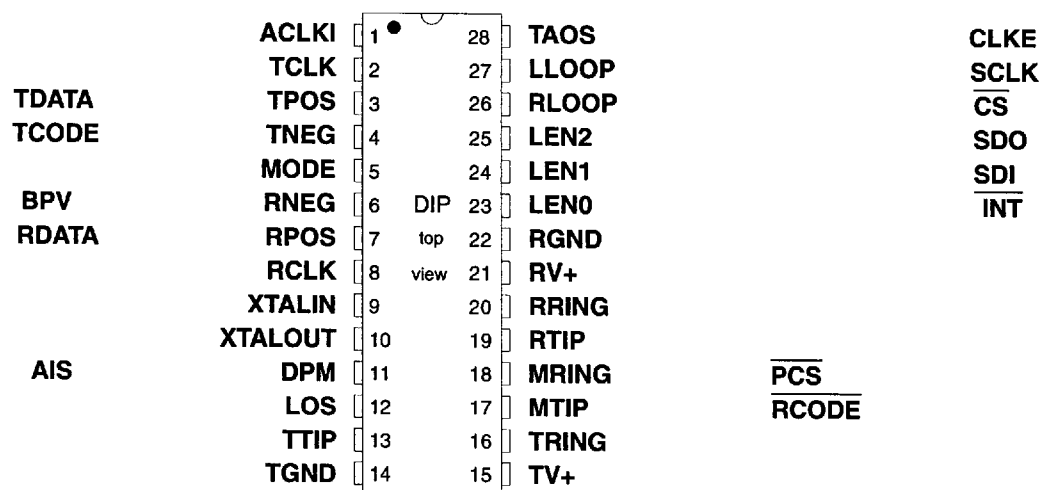 ACLKI 1 28 TAOS CLKE
TCLK 2 27 LLOOP SCLK
TDATA TPOS 3 26 RLOOP CS
TCODE TNEG 4 25 LEN2 SDO
MODE 5 24 LEN1 SDI
BPV RNEG 6 DIP 23 LEN0 INT
RDATA RPOS 7 top 22 RGND
RCLK 8 view 21 RV+
XTALIN 9 20 RRING
XTALOUT 10 19 RTIP
AIS DPM 11 18 MRING PCS
LOS 12 17 MTIP RCODE
TTIP 13 16 TRING
TGND 14 15 TV+